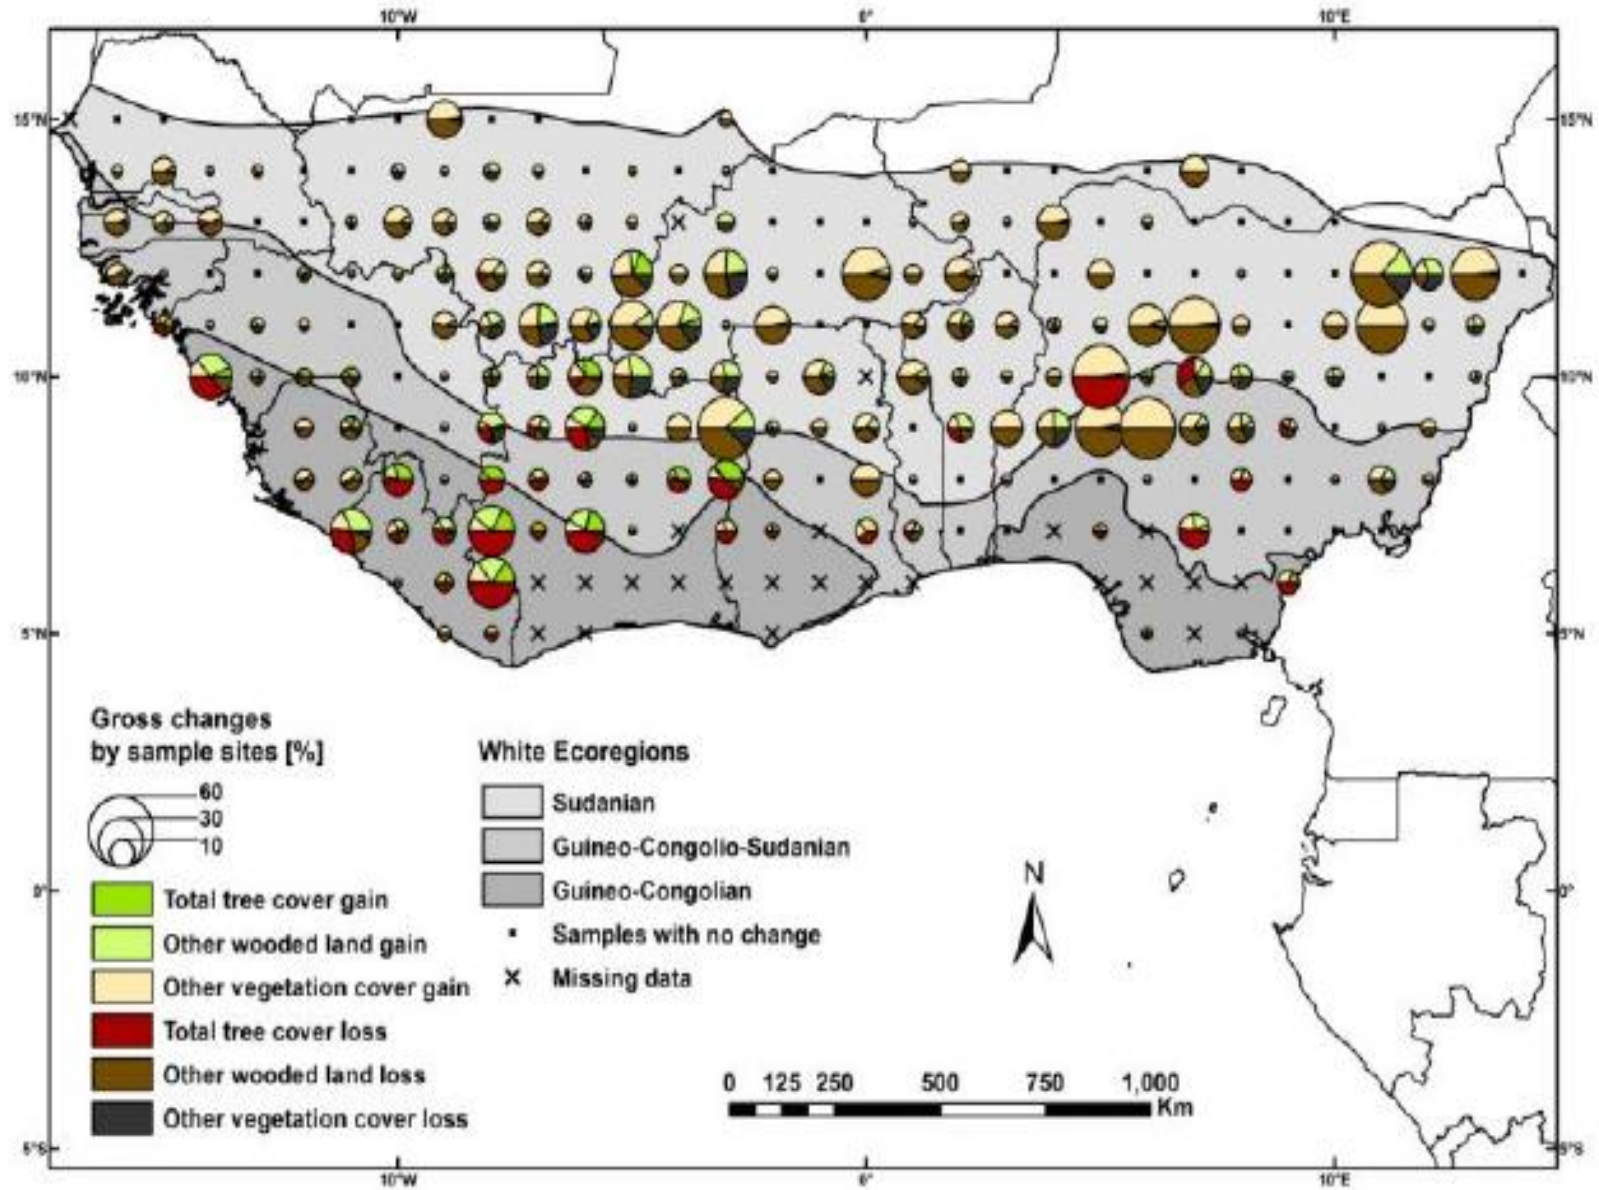 10°W 0° 10°E
15°N 15°N
10°N 10°N
5°N 5°N
Gross changes
by sample sites [%]
60
30
10
Total tree cover gain
Other wooded land gain
Other vegetation cover gain
Total tree cover loss
Other wooded land loss
Other vegetation cover loss
White Ecoregions
Sudanian
Guineo-Congolio-Sudanian
Guineo-Congolian
Samples with no change
Missing data
N
0° 0°
0 125 250 500 750 1,000
Km
5°S 5°S
10°W 0° 10°E